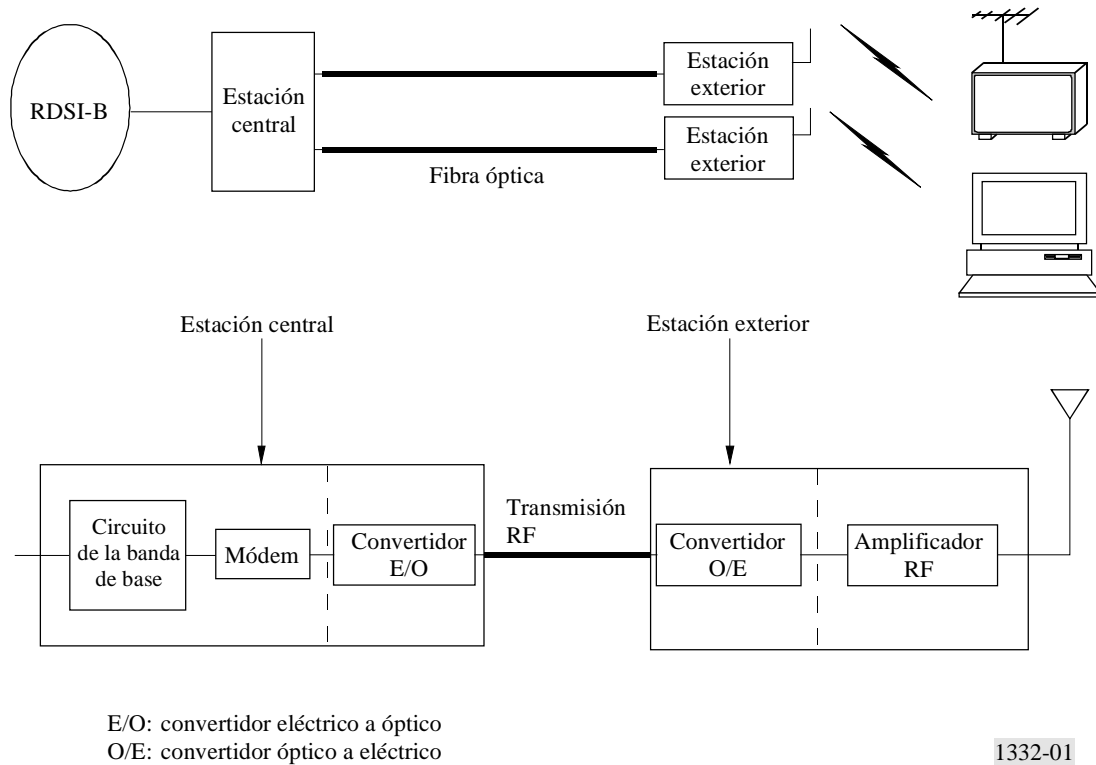 RDSI-B
Estación
central
Estación
exterior
Estación
exterior
Fibra óptica
Estación central
Estación exterior
Circuito
de la banda
de base
Módem
Convertidor
E/O
Transmisión
RF
Convertidor
O/E
Amplificador
RF
E/O: convertidor eléctrico a óptico
O/E: convertidor óptico a eléctrico
1332-01